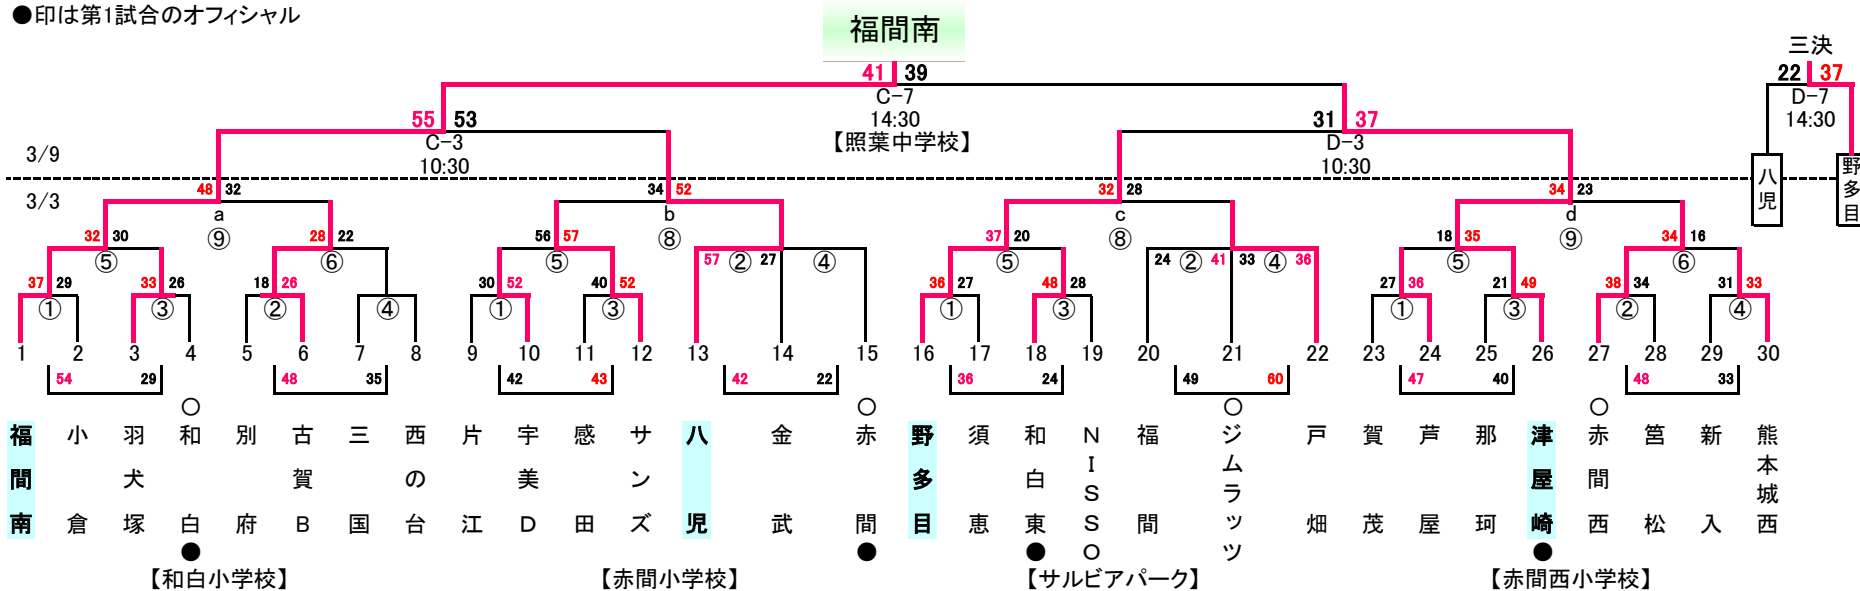 ●印は第1試合のオフィシャル
福間南
三決
41 39
22 37
C-7
D-7
14:30
14:30
【照葉中学校】
55 53
31 37
C-3
D-3
10:30
10:30
3/9
3/3
八児
野多目
48 32
34 52
32 28
34 23
a
b
c
d
⑨
⑧
⑧
⑨
32 30
28 22
56 57
57 ② 27 ④
37 20
24 ② 41 33 ④ 36
18 35
34 16
⑤
⑥
⑤
⑤
⑤
⑥
37 29
33 26
18 26
30 52
40 52
36 27
48 28
27 36
21 49
38 34
31 33
① ③ ② ④ ① ③ ① ③ ① ③ ② ④
1 2 3 4 5 6 7 8 9 10 11 12 13 14 15 16 17 18 19 20 21 22 23 24 25 26 27 28 29 30
54 29
48 35
42 43
42 22
36 24
49 60
47 40
48 33
○ ○ ○ ○
福間南
小倉
羽犬塚
和白
別府
古賀B
三国
西の台
片江
宇美D
感田
サンズ
八児
金武
赤間
野多目
須恵
和白東
NISSO
福間
ジムラッツ
戸畑
賀茂
芦屋
那珂
津屋崎
赤間西
筥松
新入
熊本城西
● ● ● ●
【和白小学校】
【赤間小学校】
【サルビアパーク】
【赤間西小学校】